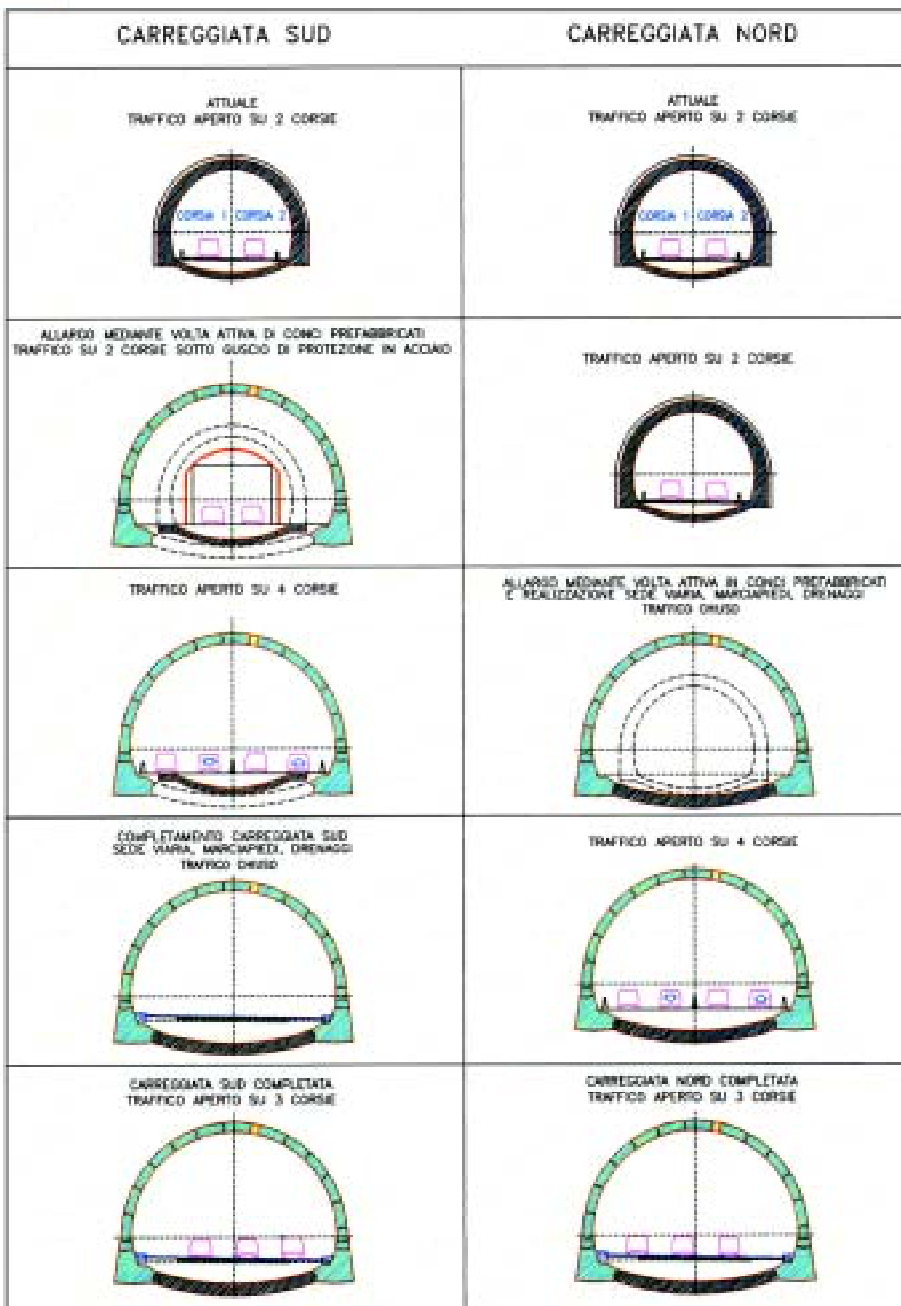 CARREGGIATA SUD
CARREGGIATA NORD
ATTUALE
TRAFFICO APERTO SU 2 CORSIE
CORSIA 1 CORSIA 2
ATTUALE
TRAFFICO APERTO SU 2 CORSIE
CORSIA 1 CORSIA 2
ALLARGO MEDIANTE VOLTA ATTIVA DI CONCI PREFABBRICATI
TRAFFICO SU 2 CORSIE SOTTO GUSCIO DI PROTEZIONE IN ACCIAIO
TRAFFICO APERTO SU 2 CORSIE
TRAFFICO APERTO SU 4 CORSIE
ALLARGO MEDIANTE VOLTA ATTIVA IN CONCI PREFABBRICATI
E REALIZZAZIONE SEDE VIARIA, MARCIAPIEDI, DRENAGGI
TRAFFICO CHIUSO
COMPLETAMENTO CARREGGIATA SUD
SEDE VIARIA, MARCIAPIEDI, DRENAGGI
TRAFFICO CHIUSO
TRAFFICO APERTO SU 4 CORSIE
CARREGGIATA SUD COMPLETATA
TRAFFICO APERTO SU 3 CORSIE
CARREGGIATA NORD COMPLETATA
TRAFFICO APERTO SU 3 CORSIE